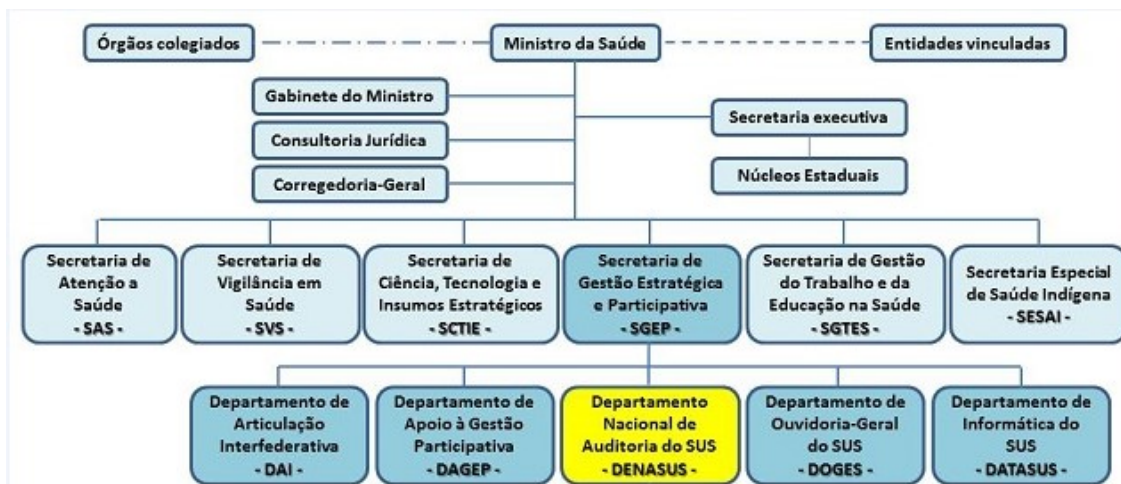 Órgãos colegiados
Ministro da Saúde
Entidades vinculadas
Gabinete do Ministro
Secretaria executiva
Consultoria Jurídica
Núcleos Estaduais
Corregedoria-Geral
Secretaria de
Atenção a
Saúde
- SAS -
Secretaria de
Vigilância em
Saúde
- SVS -
Secretaria de
Ciência, Tecnologia e
Insumos Estratégicos
- SCTIE -
Secretaria de
Gestão Estratégica
e Participativa
- SGEP -
Secretaria de Gestão
do Trabalho e da
Educação na Saúde
- SGTES -
Secretaria Especial
de Saúde Indígena
- SESAI -
Departamento de
Articulação
Interfederativa
- DAI -
Departamento de
Apoio à Gestão
Participativa
- DAGEP -
Departamento
Nacional de
Auditoria do SUS
- DENASUS -
Departamento de
Ouvidoria-Geral
do SUS
- DOGES -
Departamento de
Informática do
SUS
- DATASUS -